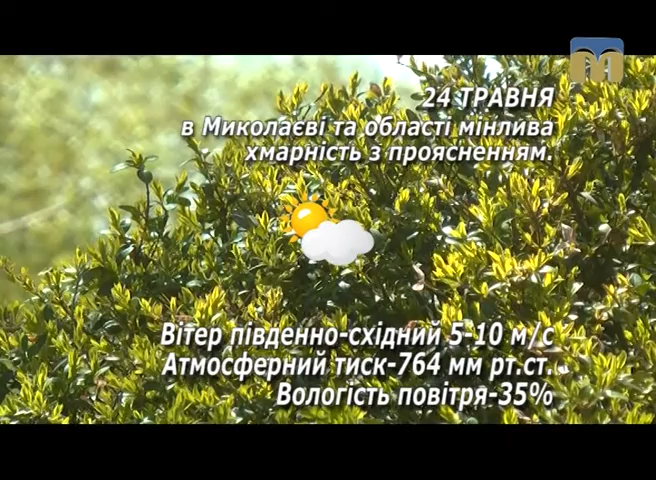 24 ТРАВНЯ
в Миколаєві та області мінлива
хмарність з проясненням.
Вітер південно-східний 5-10 м/с
Атмосферний тиск-764 мм рт.ст.
Вологість повітря-35%